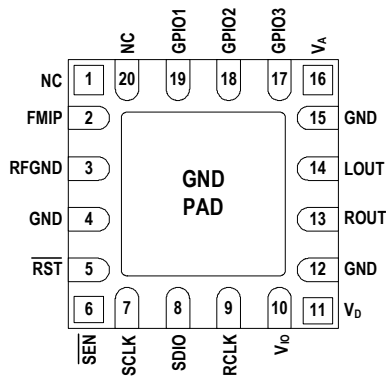 NC
GPIO1
GPIO2
GPIO3
VA
NC 1 20 19 18 17 16
FMIP 2 15 GND
RFGND 3 14 LOUT
GND PAD
GND 4 13 ROUT
RST 5 12 GND
6 7 8 9 10 11 VD
SEN
SCLK
SDIO
RCLK
VIO